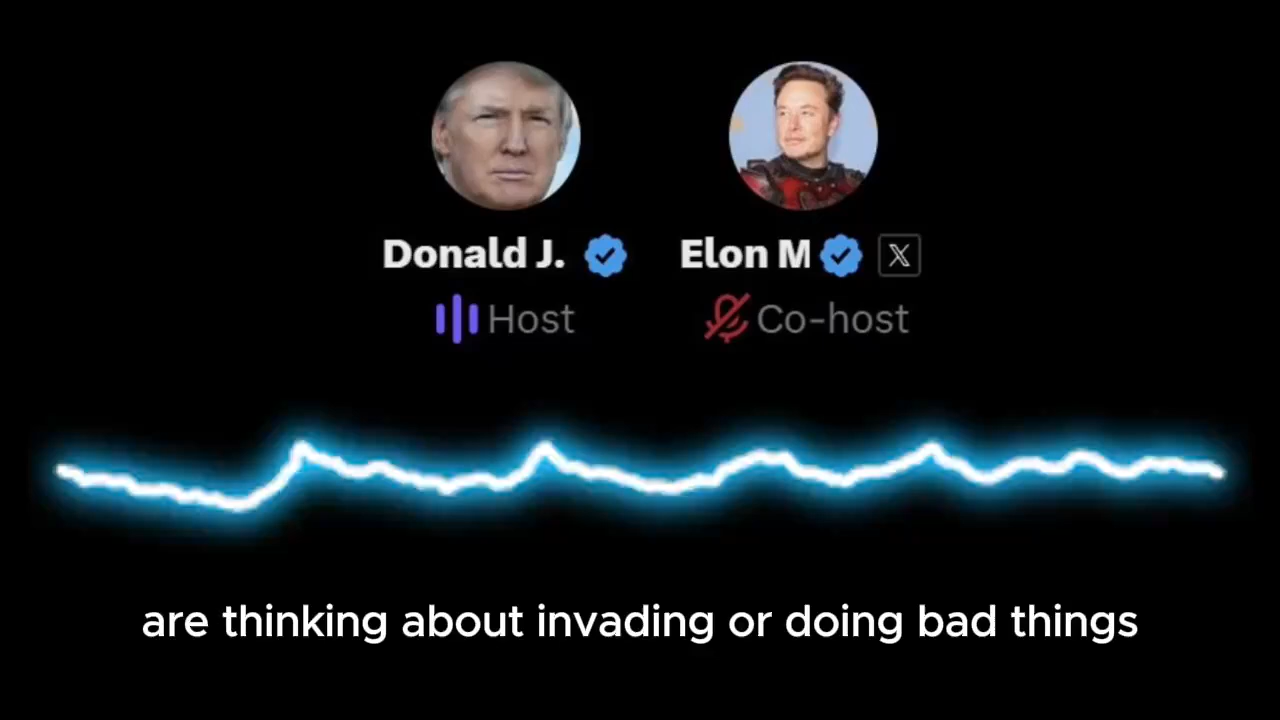 Donald J. Elon M X
Host Co-host
are thinking about invading or doing bad things